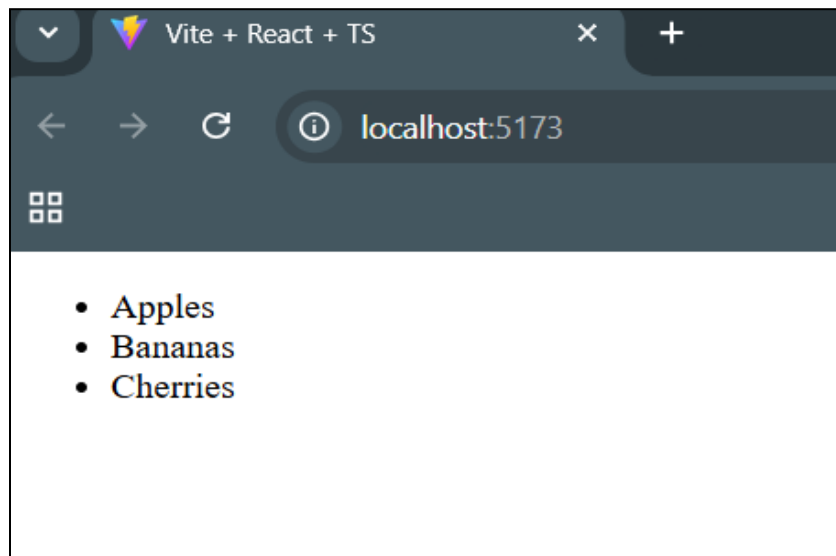 Vite + React + TS
localhost:5173
Apples
Bananas
Cherries